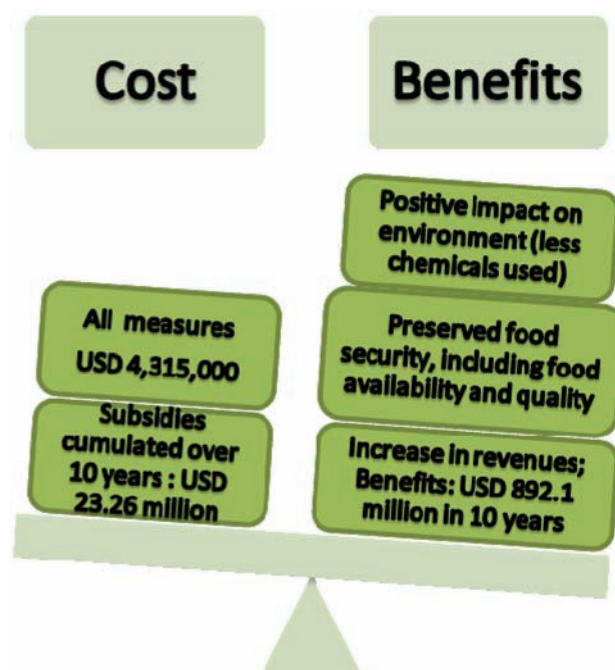 Cost
Benefits
Positive impact on
environment (less
chemicals used)
All measures
USD 4,315,000
Preserved food
security, including food
availability and quality
Subsidies
cumulated over
10 years : USD
23.26 million
Increase in revenues;
Benefits: USD 892.1
million in 10 years